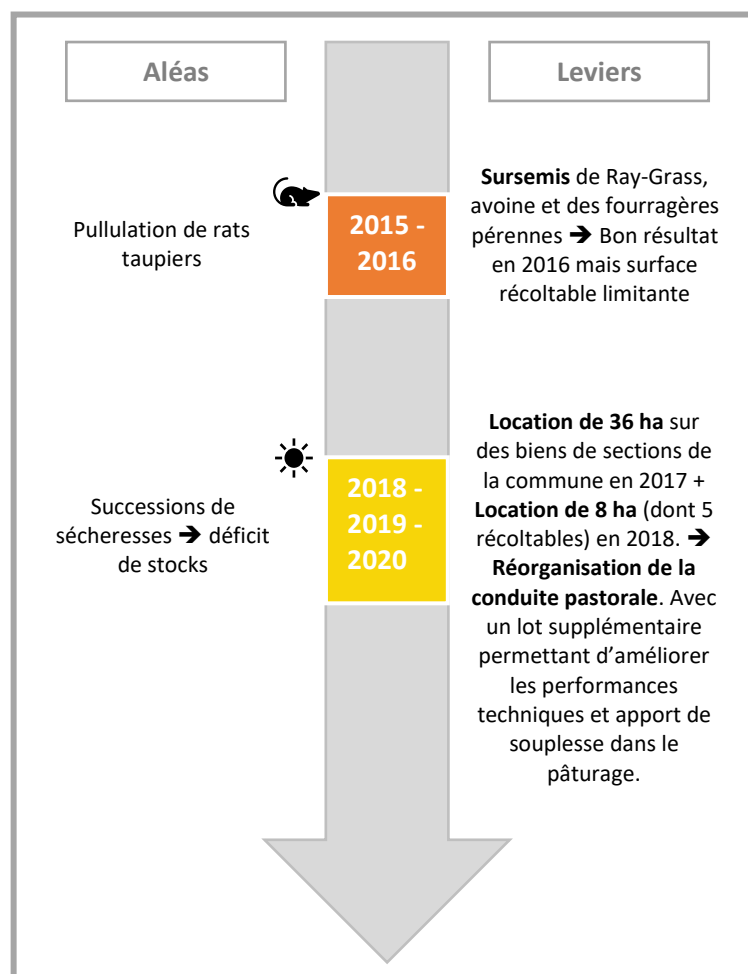 Aléas
Leviers
Pullulation de rats
taupiers
2015 -
2016
Sursemis de Ray-Grass,
avoine et des fourragères
pérennes ➔ Bon résultat
en 2016 mais surface
récoltable limitante
Successions de
sécheresses ➔ déficit
de stocks
2018 -
2019 -
2020
Location de 36 ha sur
des biens de sections de
la commune en 2017 +
Location de 8 ha (dont 5
récoltables) en 2018. ➔
Réorganisation de la
conduite pastorale. Avec
un lot supplémentaire
permettant d’améliorer
les performances
techniques et apport de
souplesse dans le
pâturage.